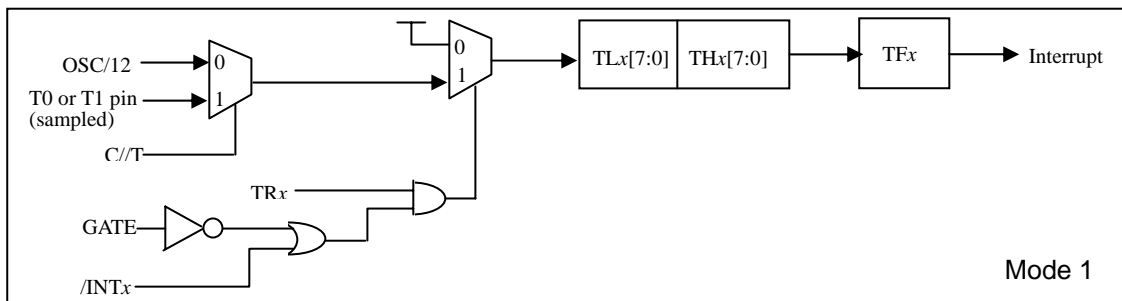 OSC/12
0
1
T0 or T1 pin
(sampled)
C//T
0
1
TLx[7:0]
THx[7:0]
TFx
Interrupt
TRx
GATE
/INTx
Mode 1